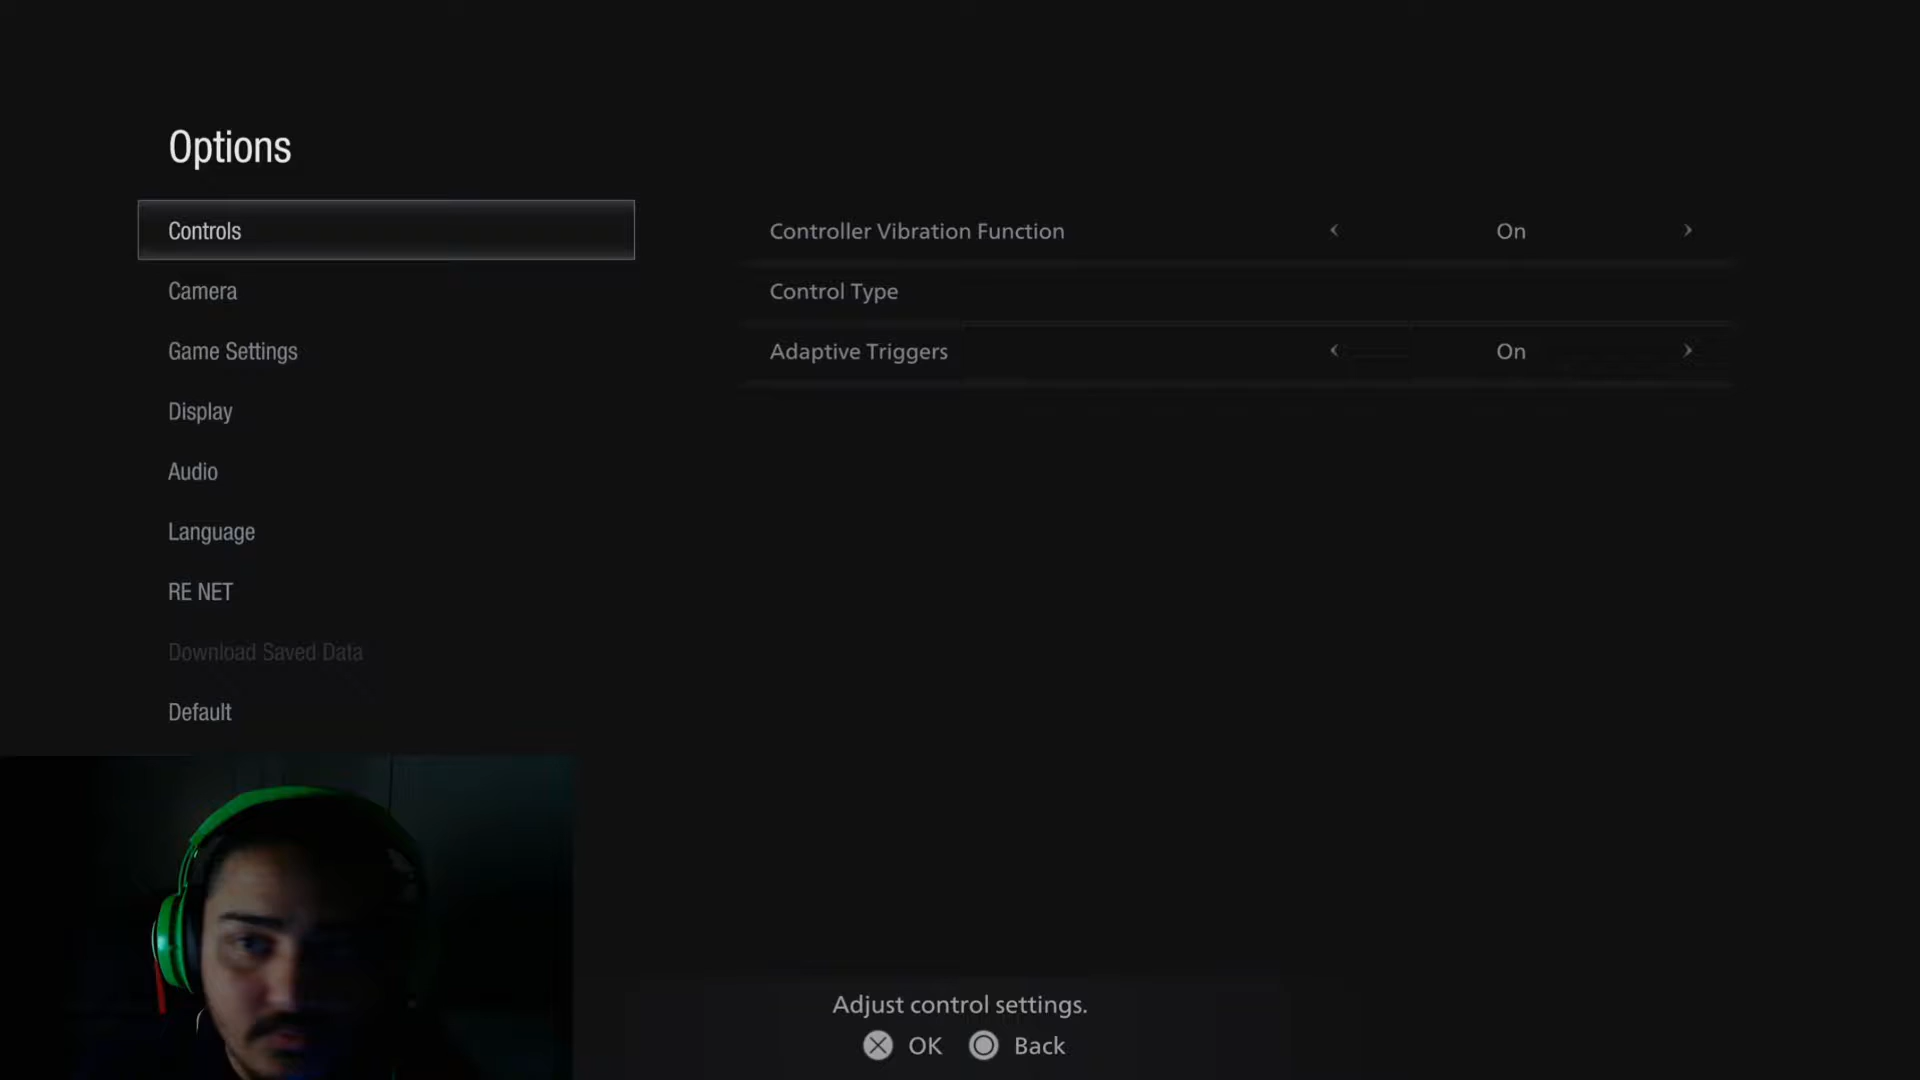 Options
Controls
Camera
Game Settings
Display
Audio
Language
RE NET
Download Saved Data
Default
Controller Vibration Function On
Control Type
Adaptive Triggers On
Adjust control settings.
OK Back